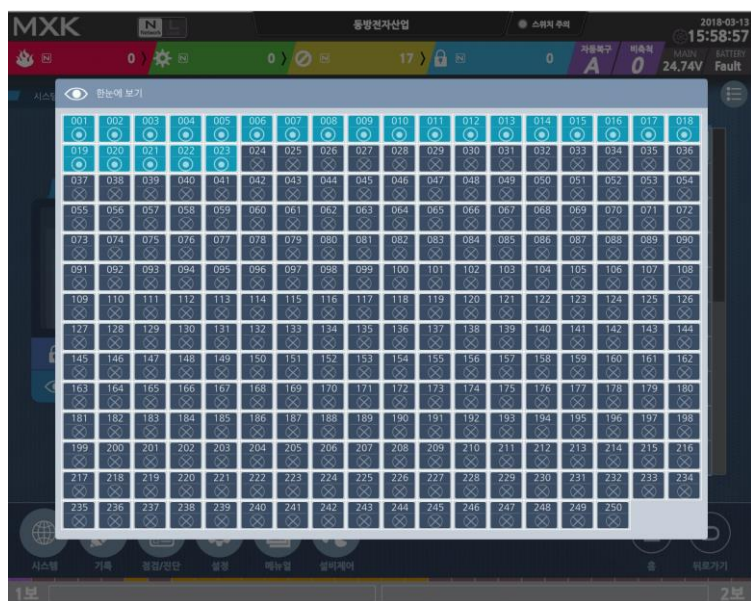 MXK N Network L 동방전자산업 스위치 주의 2018-03-13
15:58:57
N 0 N 0 N 17 N 0 자동복구 A 비축적 0 MAIN 24.74V BATTERY Fault
시스템
한눈에 보기
001 002 003 004 005 006 007 008 009 010 011 012 013 014 015 016 017 018
019 020 021 022 023 024 025 026 027 028 029 030 031 032 033 034 035 036
037 038 039 040 041 042 043 044 045 046 047 048 049 050 051 052 053 054
055 056 057 058 059 060 061 062 063 064 065 066 067 068 069 070 071 072
073 074 075 076 077 078 079 080 081 082 083 084 085 086 087 088 089 090
091 092 093 094 095 096 097 098 099 100 101 102 103 104 105 106 107 108
109 110 111 112 113 114 115 116 117 118 119 120 121 122 123 124 125 126
127 128 129 130 131 132 133 134 135 136 137 138 139 140 141 142 143 144
145 146 147 148 149 150 151 152 153 154 155 156 157 158 159 160 161 162
163 164 165 166 167 168 169 170 171 172 173 174 175 176 177 178 179 180
181 182 183 184 185 186 187 188 189 190 191 192 193 194 195 196 197 198
199 200 201 202 203 204 205 206 207 208 209 210 211 212 213 214 215 216
217 218 219 220 221 222 223 224 225 226 227 228 229 230 231 232 233 234
235 236 237 238 239 240 241 242 243 244 245 246 247 248 249 250
시스템 기록 점검/진단 설정 매뉴얼 설비제어 홈 뒤로가기
1보 2보